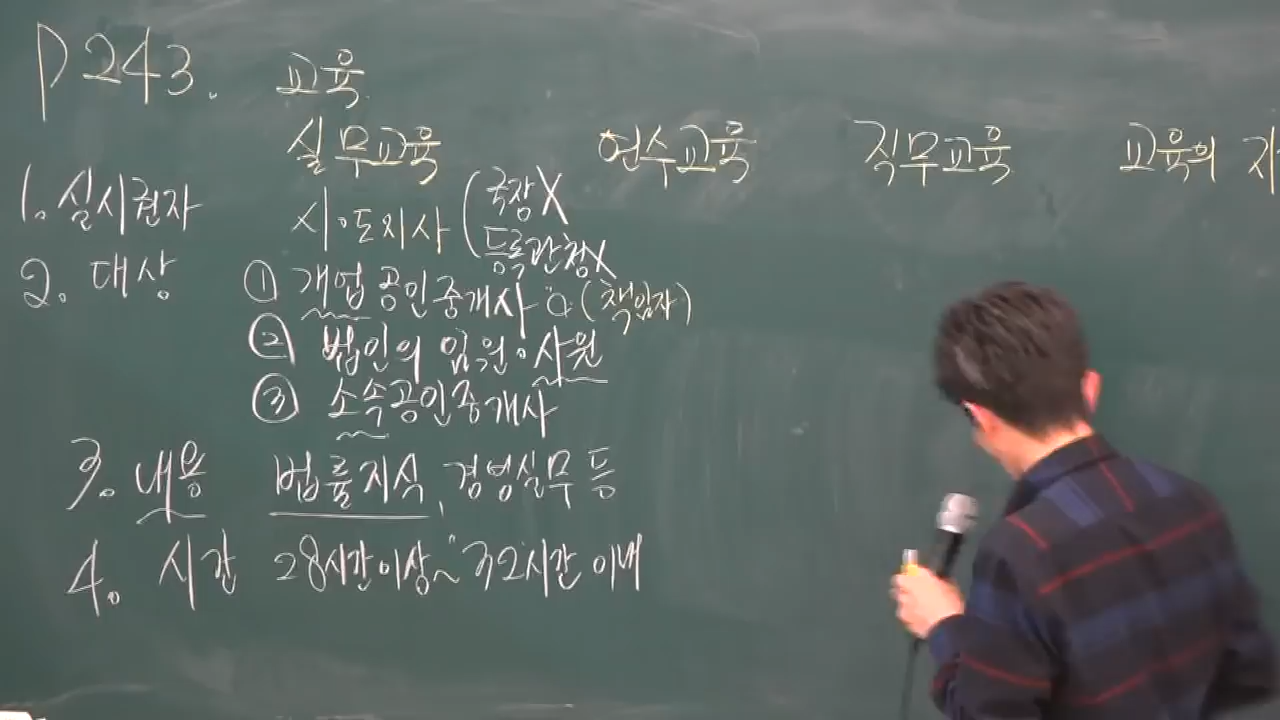 P243. 교육
실무교육 연수교육 직무교육 교육의
1. 실시권자 시·도지사 (국장X
등록관청X
2. 대상 ① 개업공인중개사 (책임자)
② 법인의 임원·사원
③ 소속공인중개사
3. 내용 법률지식, 경영실무 등
4. 시간 28시간 이상~32시간 이내